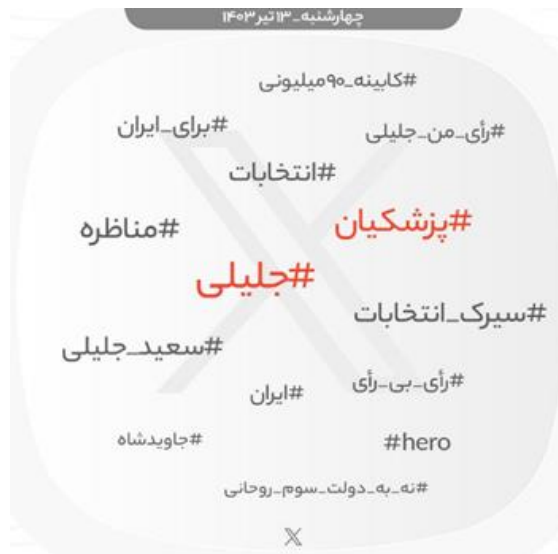 چهارشنبه_۱۳ تیر ۱۴۰۳
#کابینه_۹۰میلیونی
#برای_ایران
#رأی_من_جلیلی
#انتخابات
#پزشکیان
#مناظره
#جلیلی
#سیرک_انتخابات
#سعید_جلیلی
#رأی_بی_رأی
#ایران
#جاویدشاه
#hero
#نه_به_دولت_سوم_روحانی